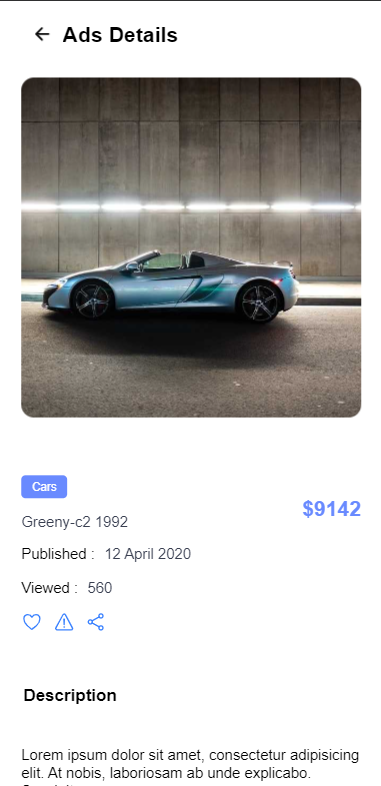 Ads Details
Cars
$9142
Greeny-c2 1992
Published : 12 April 2020
Viewed : 560
Description
Lorem ipsum dolor sit amet, consectetur adipisicing
elit. At nobis, laboriosam ab unde explicabo.